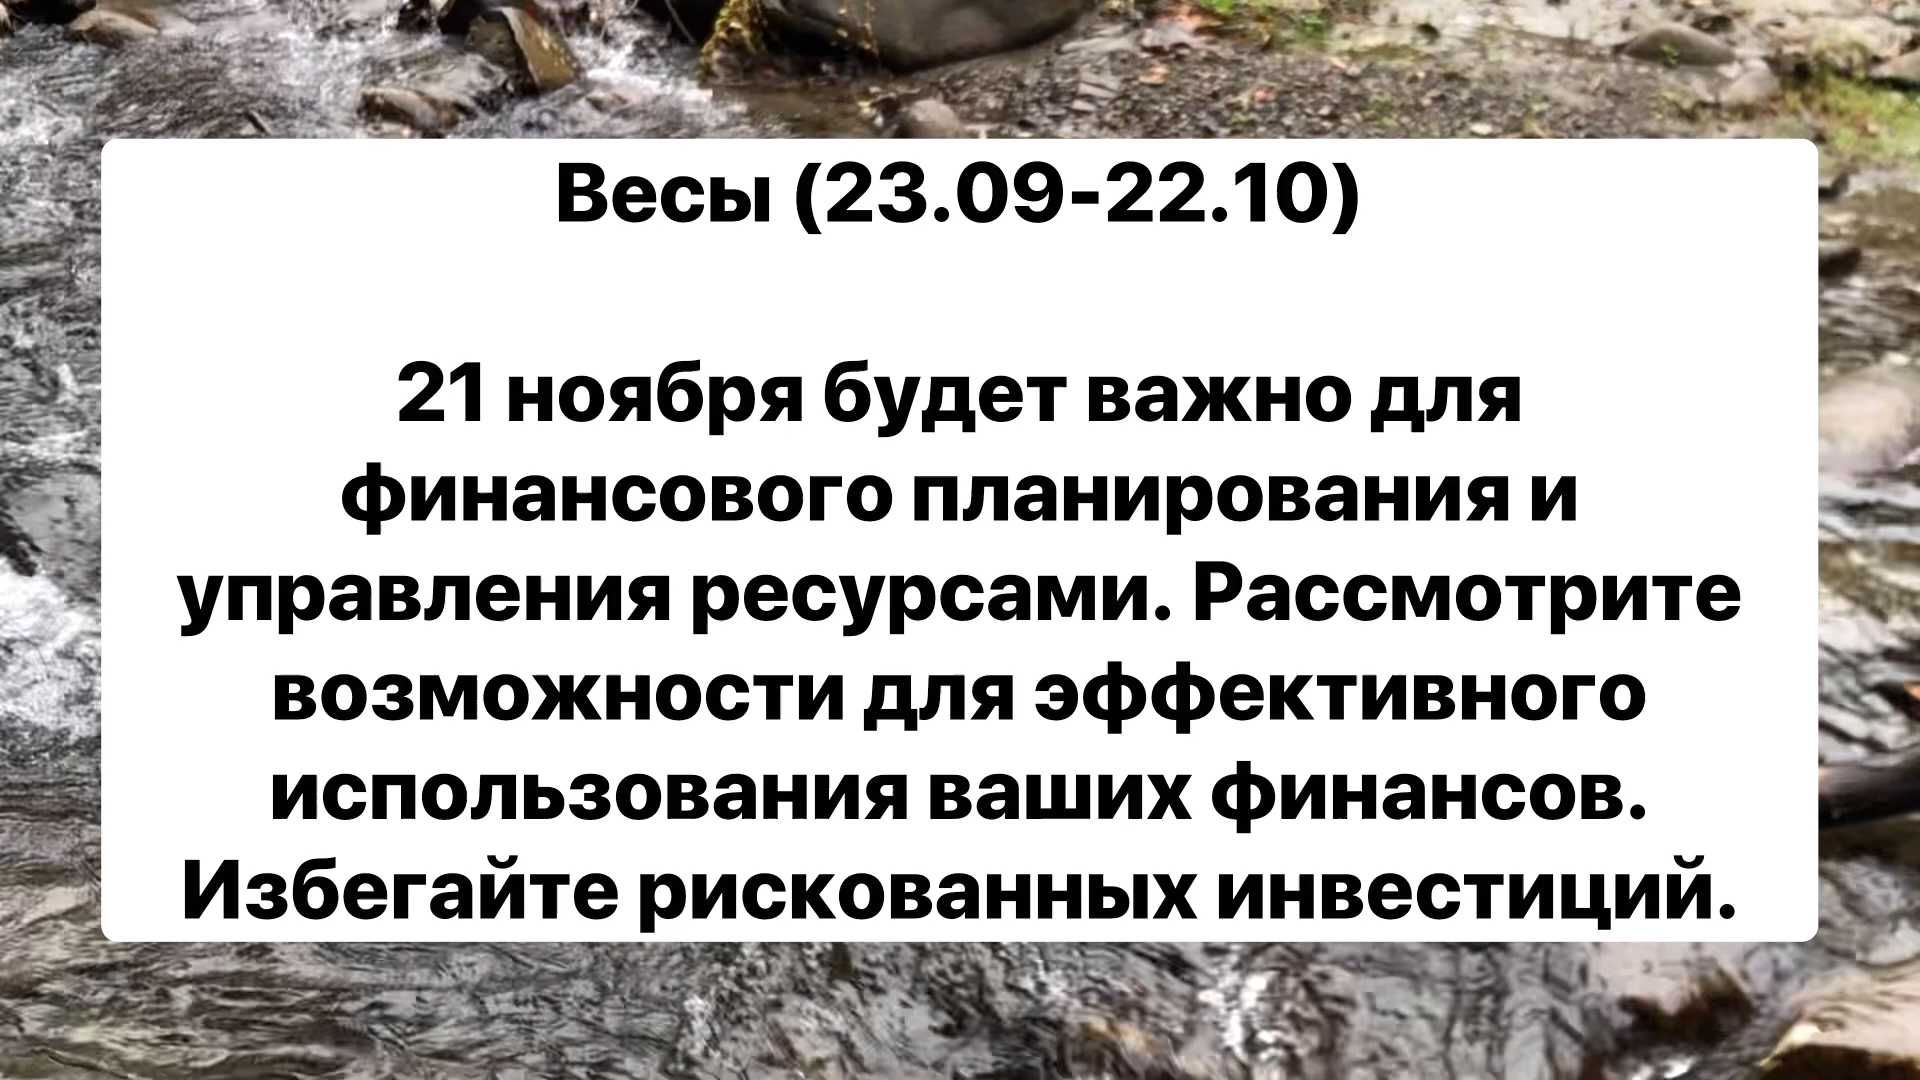 Весы (23.09-22.10)
21 ноября будет важно для
финансового планирования и
управления ресурсами. Рассмотрите
возможности для эффективного
использования ваших финансов.
Избегайте рискованных инвестиций.